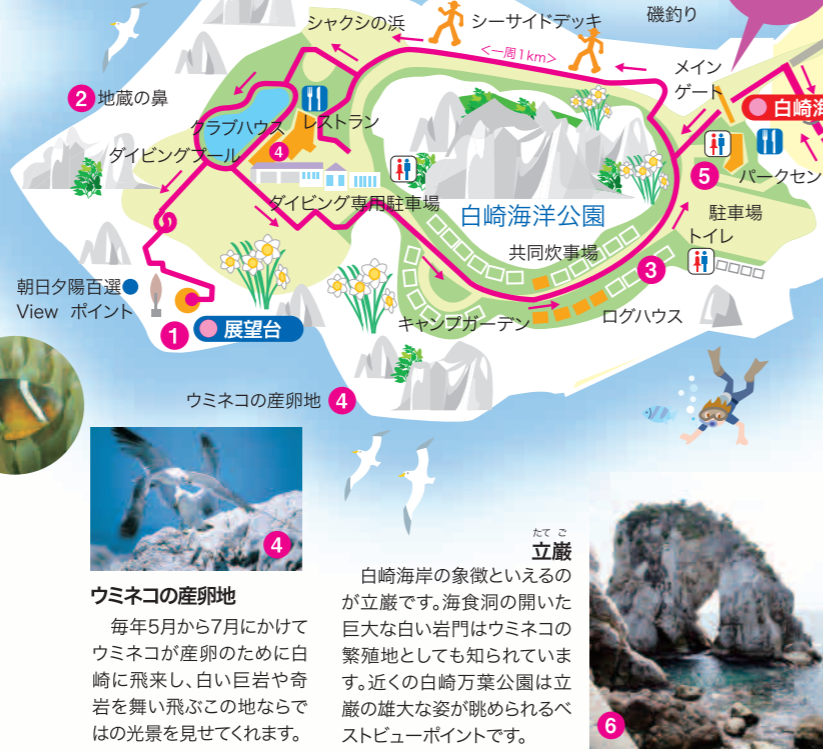 シャクシの浜
シーサイドデッキ
磯釣り
<一周1km>
メイン
ゲート
2 地蔵の鼻
クラブハウス
レストラン
4
ダイビングプール
白崎海
5
パークセン
ダイビング専用駐車場
白崎海洋公園
駐車場
共同炊事場
トイレ
3
朝日夕陽百選
View ポイント
1 展望台
キャンプガーデン
ログハウス
ウミネコの産卵地 4
4
ウミネコの産卵地
毎年5月から7月にかけて
ウミネコが産卵のために白
崎に飛来し、白い巨岩や奇
岩を舞い飛ぶこの地ならで
はの光景を見せてくれます。
たて ご
立巌
白崎海岸の象徴といえるの
が立巌です。海食洞の開いた
巨大な白い岩門はウミネコの
繁殖地としても知られていま
す。近くの白崎万葉公園は立
巌の雄大な姿が眺められるベ
ストビューポイントです。
6